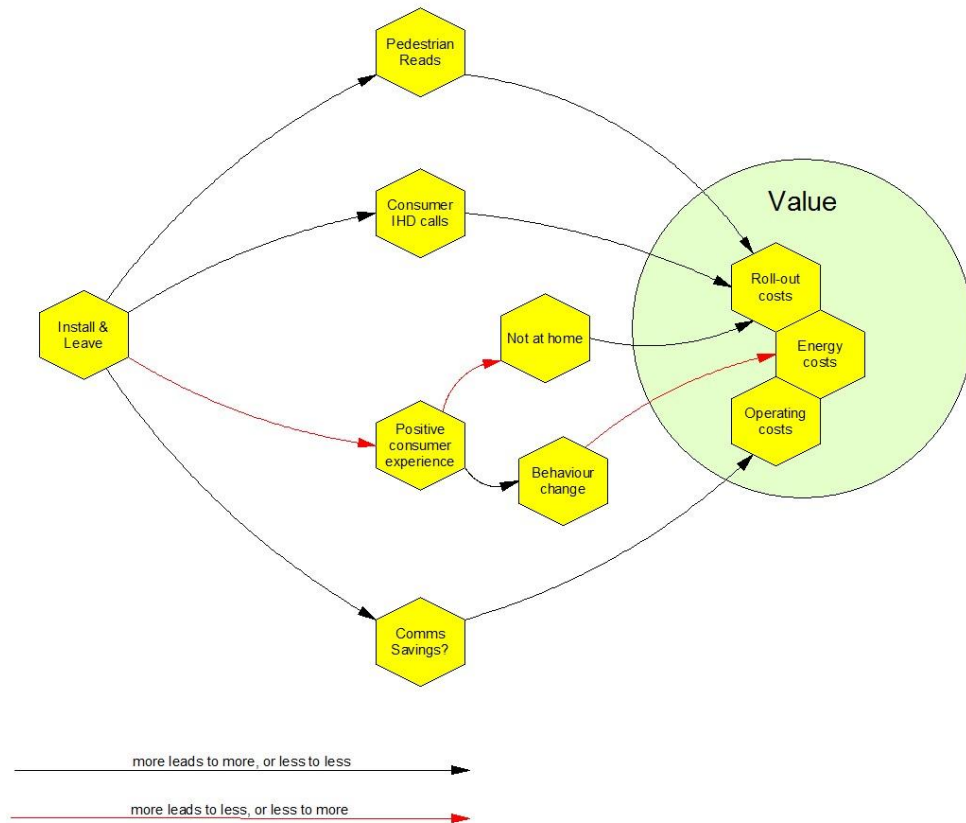 Pedestrian
Reads
Consumer
IHD calls
Value
Roll-out
costs
Install &
Leave
Not at home
Energy
costs
Positive
consumer
experience
Operating
costs
Behaviour
change
Comms
Savings?
more leads to more, or less to less
more leads to less, or less to more